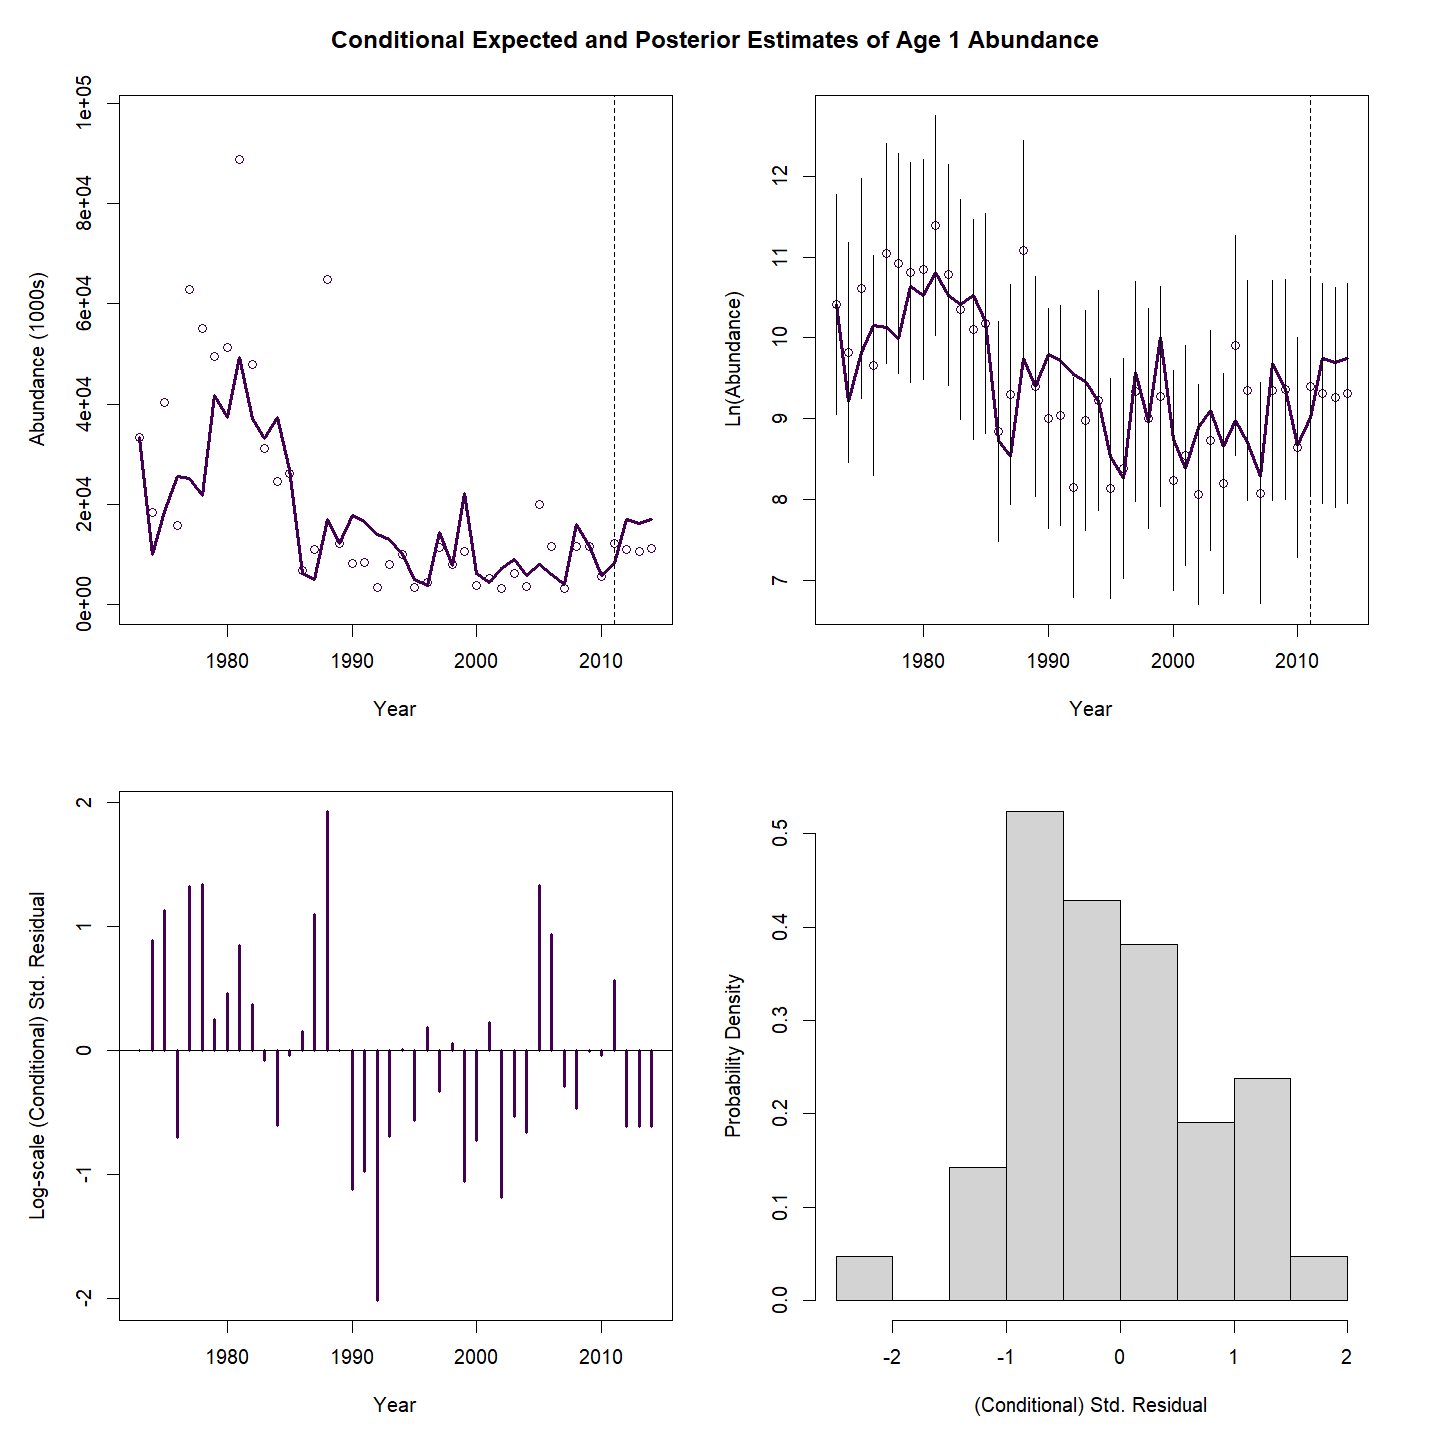 Conditional Expected and Posterior Estimates of Age 1 Abundance
Abundance (1000s)
1e+05
8e+04
6e+04
4e+04
2e+04
0e+00
1980 1990 2000 2010
Year
Ln(Abundance)
12
11
10
9
8
7
1980 1990 2000 2010
Year
Log-scale (Conditional) Std. Residual
2
1
0
-1
-2
1980 1990 2000 2010
Year
Probability Density
0.5
0.4
0.3
0.2
0.1
0.0
-2 -1 0 1 2
(Conditional) Std. Residual